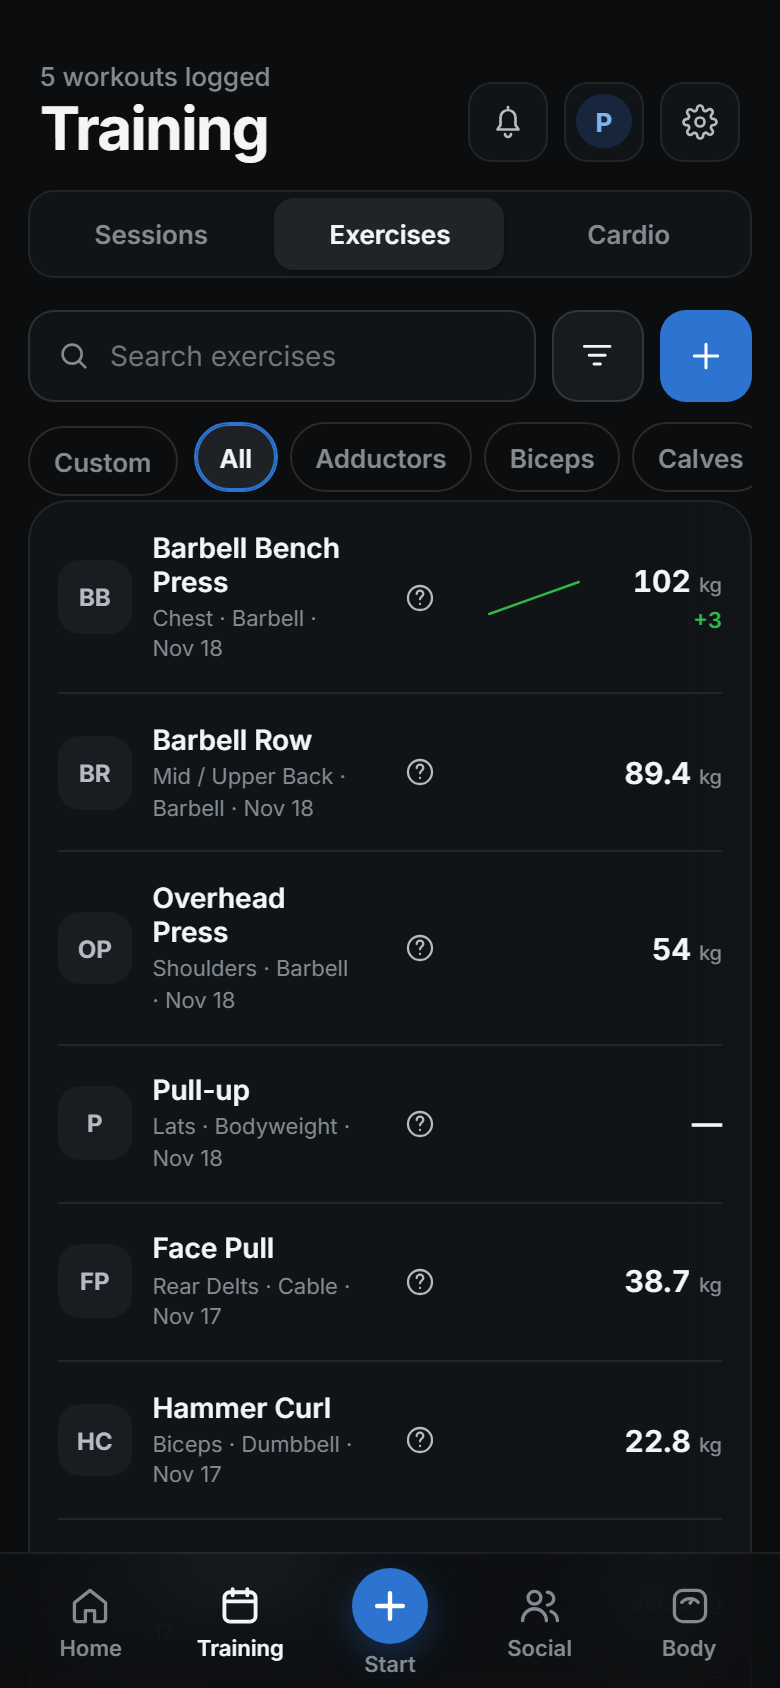 5 workouts logged
Training
P
Sessions
Exercises
Cardio
Search exercises
Custom
All
Adductors
Biceps
Calves
BB
Barbell Bench
Press
Chest · Barbell ·
Nov 18
102 kg
+3
BR
Barbell Row
Mid / Upper Back ·
Barbell · Nov 18
89.4 kg
OP
Overhead
Press
Shoulders · Barbell
· Nov 18
54 kg
P
Pull-up
Lats · Bodyweight ·
Nov 18
—
FP
Face Pull
Rear Delts · Cable ·
Nov 17
38.7 kg
HC
Hammer Curl
Biceps · Dumbbell ·
Nov 17
22.8 kg
Home
Training
Start
Social
Body